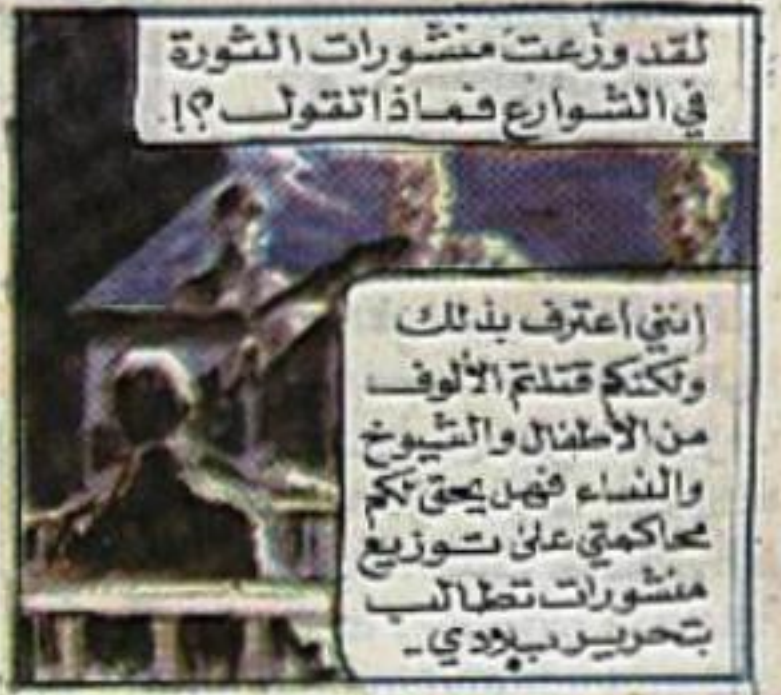 لقد وزعت منشورات الثورة
في الشوارع فماذا تقول؟!.
إنني أعترف بذلك
ولكنكم قتلتم الألوف
من الأطفال والشيوخ
والنساء فهل يحق لكم
محاكمتي على توزيع
منشورات تطالب
بتحرير بلادي -